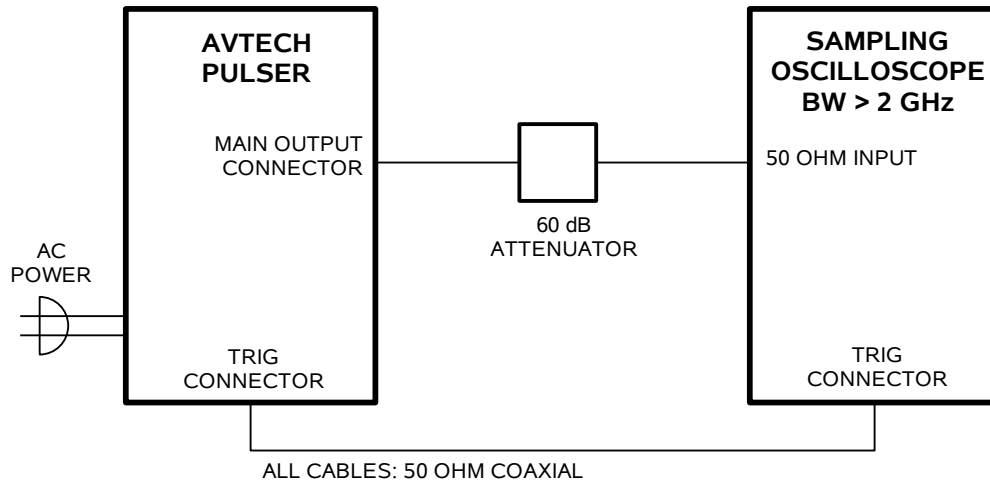 AVTECH
PULSER
MAIN OUTPUT
CONNECTOR
AC
POWER
TRIG
CONNECTOR
60 dB
ATTENUATOR
SAMPLING
OSCILLOSCOPE
BW > 2 GHz
50 OHM INPUT
TRIG
CONNECTOR
ALL CABLES: 50 OHM COAXIAL